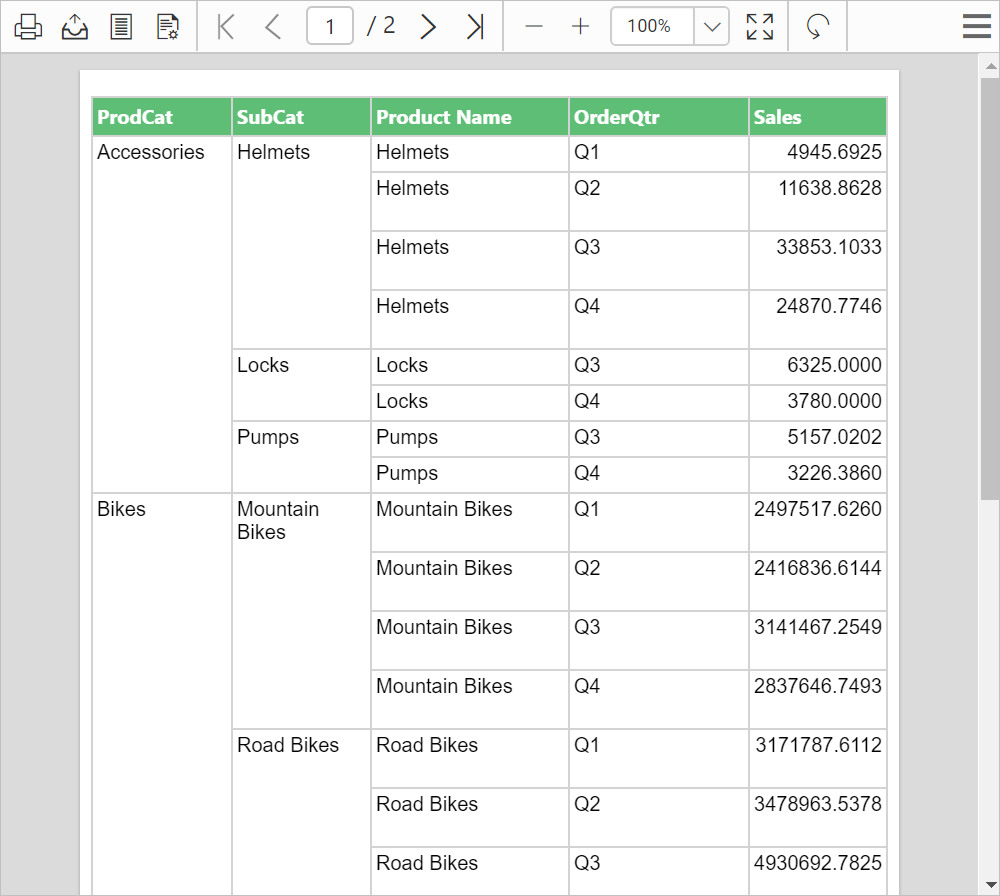 1 / 2 100%
ProdCat SubCat Product Name OrderQtr Sales
Accessories Helmets Helmets Q1 4945.6925
Helmets Q2 11638.8628
Helmets Q3 33853.1033
Helmets Q4 24870.7746
Locks Locks Q3 6325.0000
Locks Q4 3780.0000
Pumps Pumps Q3 5157.0202
Pumps Q4 3226.3860
Bikes Mountain Mountain Bikes Q1 2497517.6260
Bikes
Mountain Bikes Q2 2416836.6144
Mountain Bikes Q3 3141467.2549
Mountain Bikes Q4 2837646.7493
Road Bikes Road Bikes Q1 3171787.6112
Road Bikes Q2 3478963.5378
Road Bikes Q3 4930692.7825